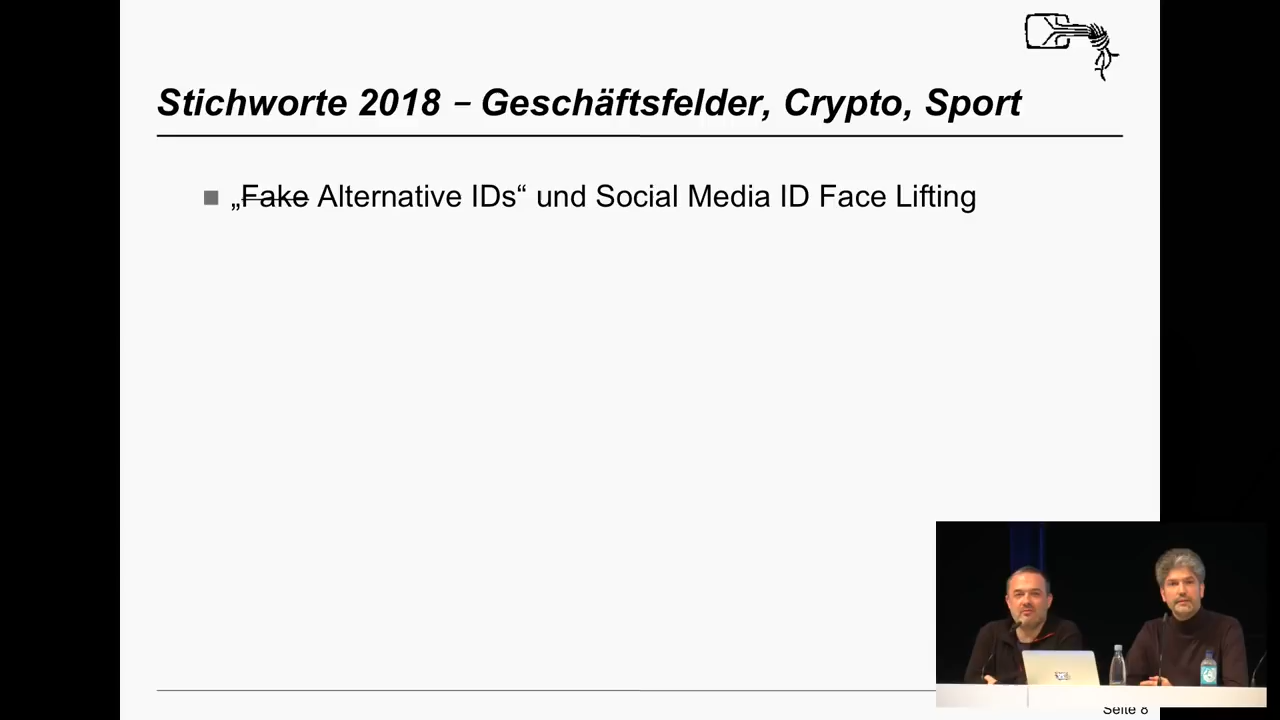 Stichworte 2018 – Geschäftsfelder, Crypto, Sport
„Fake Alternative IDs“ und Social Media ID Face Lifting
Seite 8